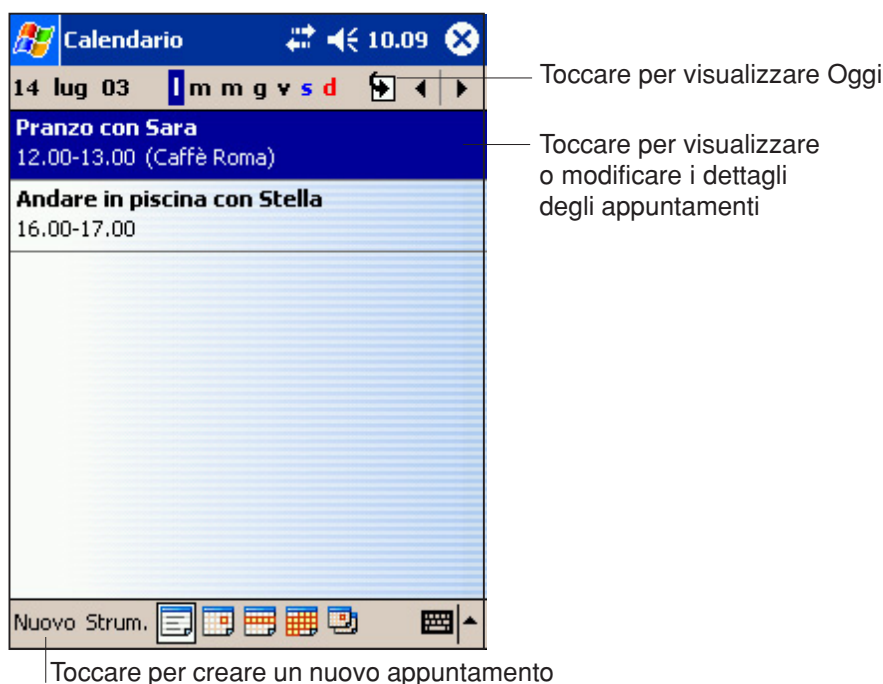 Calendario 10.09
14 lug 03 l m m g v s d
Toccare per visualizzare Oggi
Pranzo con Sara
12.00-13.00 (Caffè Roma)
Toccare per visualizzare
o modificare i dettagli
degli appuntamenti
Andare in piscina con Stella
16.00-17.00
Nuovo Strum.
Toccare per creare un nuovo appuntamento